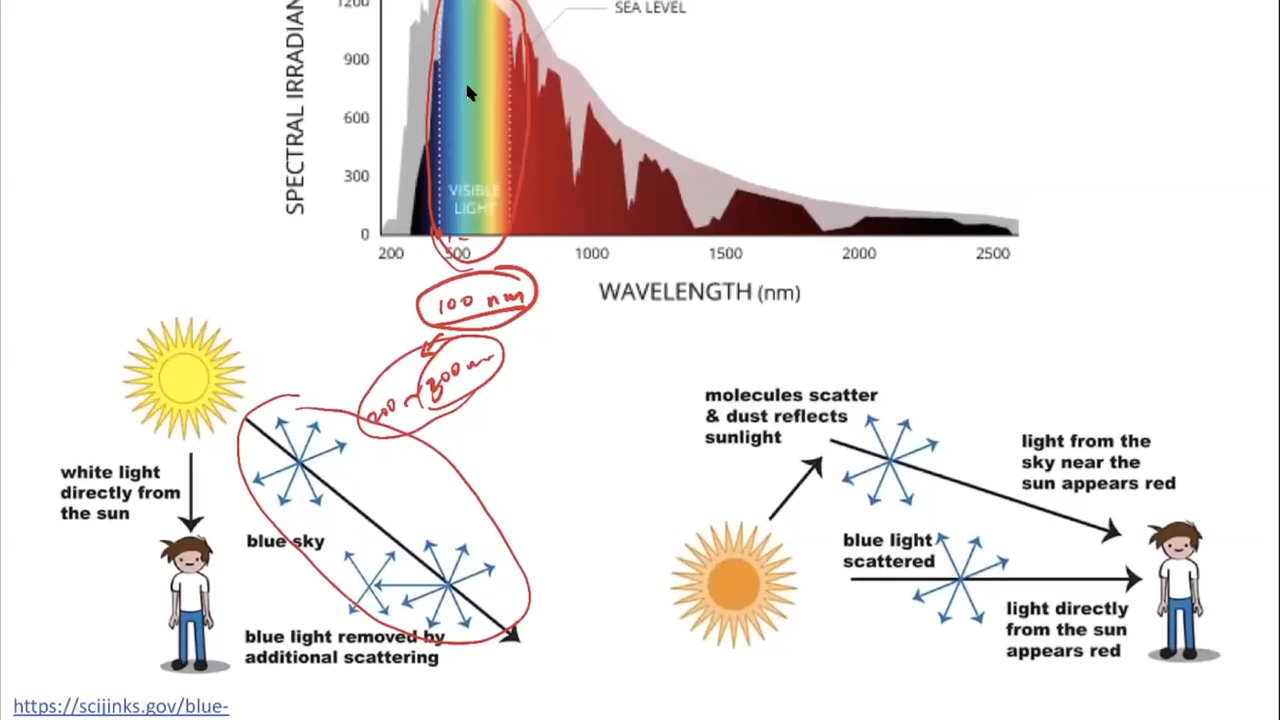 1200
SEA LEVEL
900
600
300
0
SPECTRAL IRRADIAN
VISIBLE
LIGHT
200
500
1000
1500
2000
2500
WAVELENGTH (nm)
100 nm
200
300 nm
white light
directly from
the sun
blue sky
blue light removed by
additional scattering
molecules scatter
& dust reflects
sunlight
light from the
sky near the
sun appears red
blue light
scattered
light directly
from the sun
appears red
https://scijinks.gov/blue-